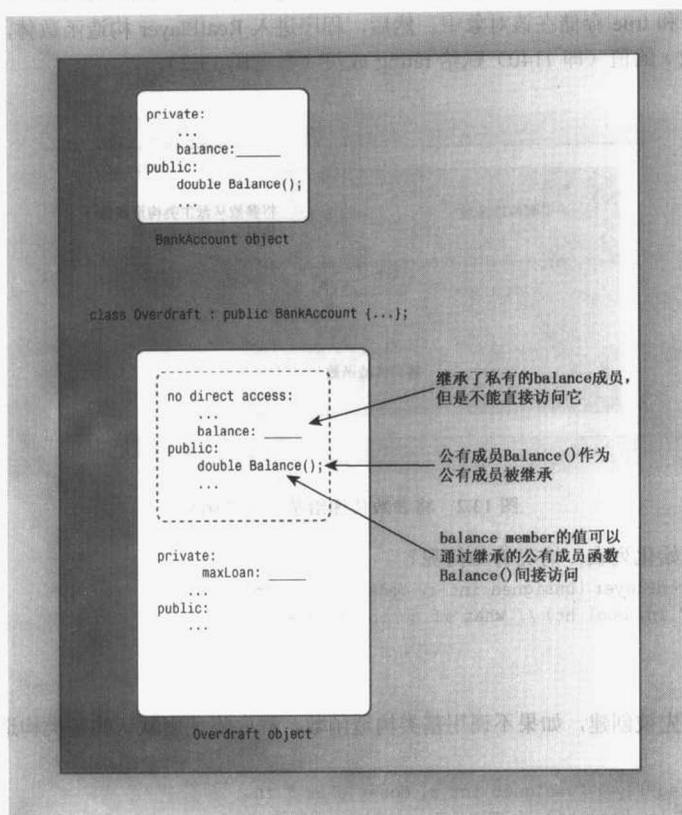 private:
...
balance:_____
public:
double Balance();
...
BankAccount object
class Overdraft : public BankAccount {...};
no direct access:
...
balance: _____
public:
double Balance();
...
继承了私有的balance成员，
但是不能直接访问它
公有成员Balance()作为
公有成员被继承
balance member的值可以
通过继承的公有成员函数
Balance()间接访问
private:
maxLoan: _____
...
public:
...
Overdraft object